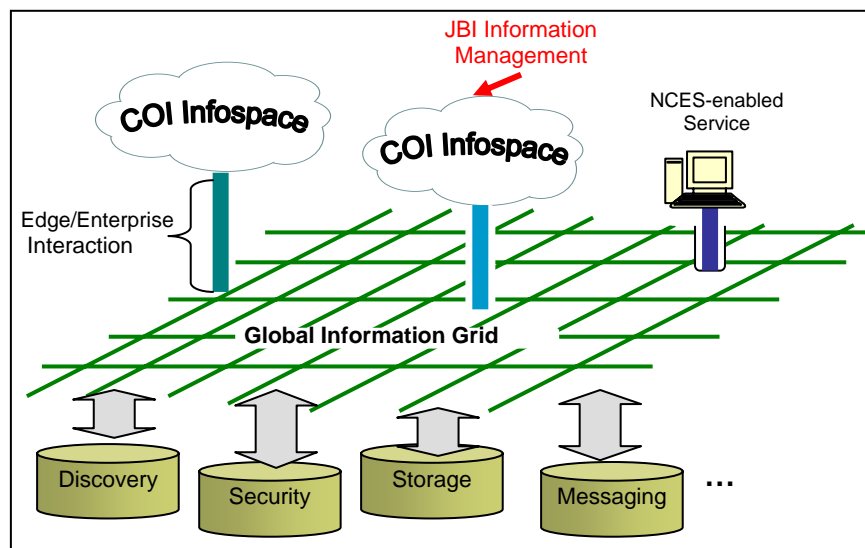 JBI Information
Management
COI Infospace
COI Infospace
NCES-enabled
Service
Edge/Enterprise
Interaction
Global Information Grid
Discovery
Security
Storage
Messaging
...